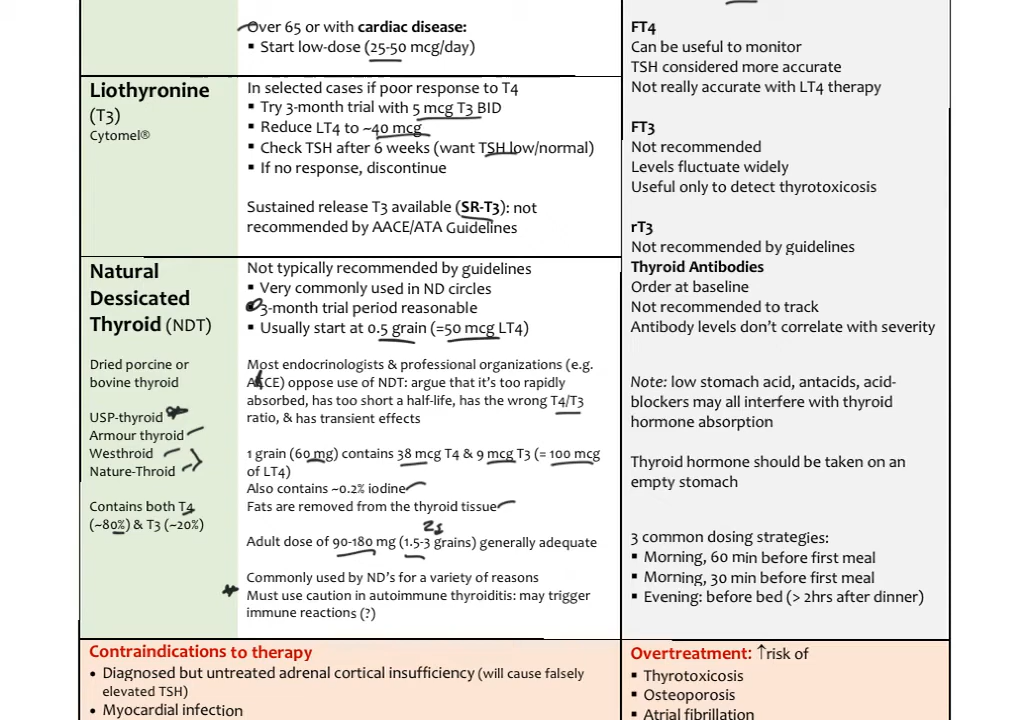 Over 65 or with cardiac disease:
▪ Start low-dose (25-50 mcg/day)
Liothyronine
(T3)
Cytomel®
In selected cases if poor response to T4
▪ Try 3-month trial with 5 mcg T3 BID
▪ Reduce LT4 to ~40 mcg
▪ Check TSH after 6 weeks (want TSH low/normal)
▪ If no response, discontinue
Sustained release T3 available (SR-T3): not
recommended by AACE/ATA Guidelines
Natural
Dessicated
Thyroid (NDT)
Dried porcine or
bovine thyroid
USP-thyroid
Armour thyroid
Westhroid
Nature-Throid
Contains both T4
(~80%) & T3 (~20%)
Not typically recommended by guidelines
▪ Very commonly used in ND circles
3-month trial period reasonable
▪ Usually start at 0.5 grain (=50 mcg LT4)
Most endocrinologists & professional organizations (e.g.
AACE) oppose use of NDT: argue that it's too rapidly
absorbed, has too short a half-life, has the wrong T4/T3
ratio, & has transient effects
1 grain (60 mg) contains 38 mcg T4 & 9 mcg T3 (= 100 mcg
of LT4)
Also contains ~0.2% iodine
Fats are removed from the thyroid tissue
Adult dose of 90-180 mg (1.5-3 grains) generally adequate
Commonly used by ND's for a variety of reasons
Must use caution in autoimmune thyroiditis: may trigger
immune reactions (?)
FT4
Can be useful to monitor
TSH considered more accurate
Not really accurate with LT4 therapy
FT3
Not recommended
Levels fluctuate widely
Useful only to detect thyrotoxicosis
rT3
Not recommended by guidelines
Thyroid Antibodies
Order at baseline
Not recommended to track
Antibody levels don't correlate with severity
Note: low stomach acid, antacids, acid-
blockers may all interfere with thyroid
hormone absorption
Thyroid hormone should be taken on an
empty stomach
3 common dosing strategies:
▪ Morning, 60 min before first meal
▪ Morning, 30 min before first meal
▪ Evening: before bed (> 2hrs after dinner)
Contraindications to therapy
• Diagnosed but untreated adrenal cortical insufficiency (will cause falsely
elevated TSH)
• Myocardial infection
Overtreatment: ↑risk of
▪ Thyrotoxicosis
▪ Osteoporosis
▪ Atrial fibrillation